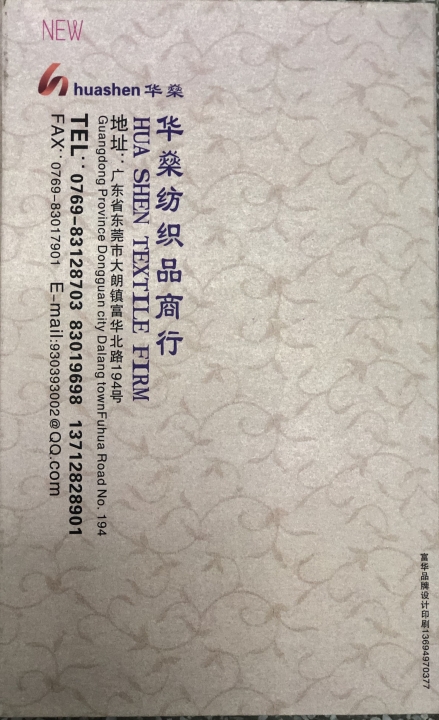 NEW
huashen 华燊
华燊纺织品商行
HUA SHEN TEXTILE FIRM
地址：广东省东莞市大朗镇富华北路194号
Guangdong Province Dongguan city Dalang townFuhua Road No. 194
TEL：0769-83128703 83019698 13712828901
FAX：0769-83017901 E-mail:930393002@QQ.com
富华品牌设计印刷13694970377